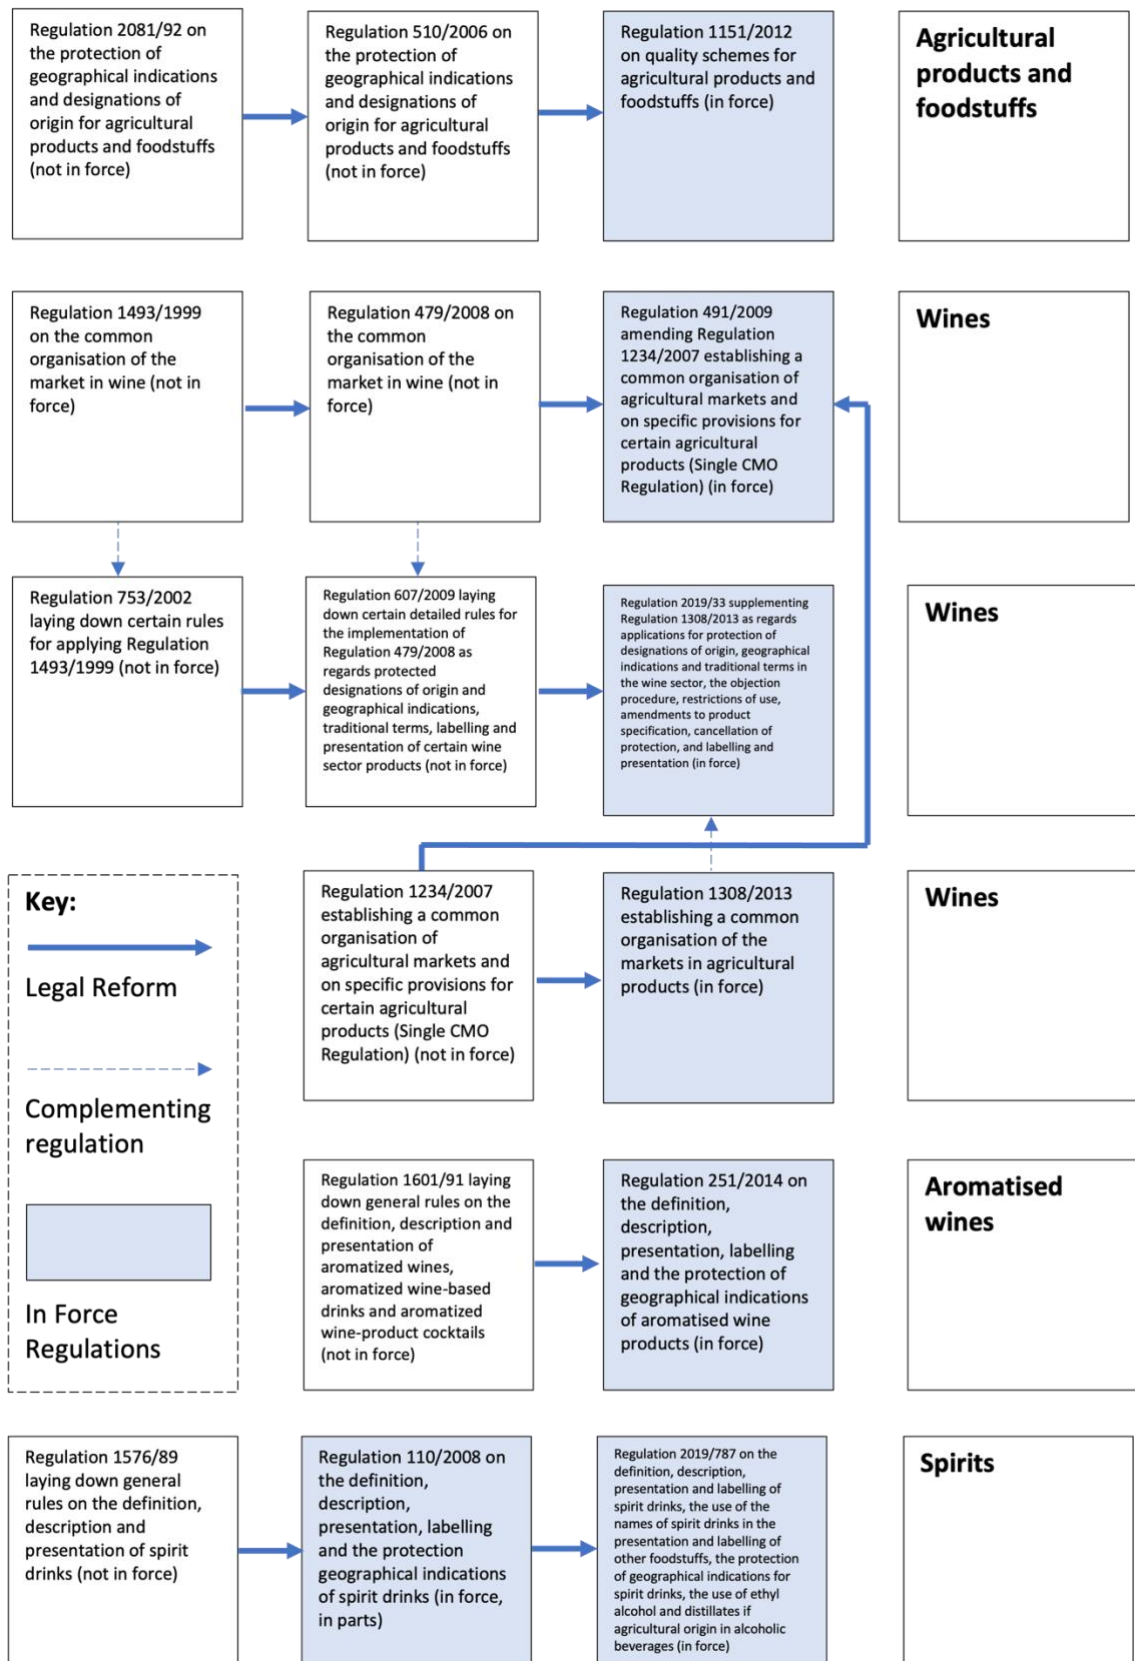 Regulation 2081/92 on
the protection of
geographical indications
and designations of
origin for agricultural
products and foodstuffs
(not in force)
Regulation 510/2006 on
the protection of
geographical indications
and designations of
origin for agricultural
products and foodstuffs
(not in force)
Regulation 1151/2012
on quality schemes for
agricultural products and
foodstuffs (in force)
Agricultural
products and
foodstuffs
Regulation 1493/1999
on the common
organisation of the
market in wine (not in
force)
Regulation 479/2008 on
the common
organisation of the
market in wine (not in
force)
Regulation 491/2009
amending Regulation
1234/2007 establishing a
common organisation of
agricultural markets and
on specific provisions for
certain agricultural
products (Single CMO
Regulation) (in force)
Wines
Regulation 753/2002
laying down certain rules
for applying Regulation
1493/1999 (not in force)
Regulation 607/2009 laying
down certain detailed rules for
the implementation of
Regulation 479/2008 as
regards protected
designations of origin and
geographical indications,
traditional terms, labelling and
presentation of certain wine
sector products (not in force)
Regulation 2019/33 supplementing
Regulation 1308/2013 as regards
applications for protection of
designations of origin, geographical
indications and traditional terms in
the wine sector, the objection
procedure, restrictions of use,
amendments to product
specification, cancellation of
protection, and labelling and
presentation (in force)
Wines
Key:
Legal Reform
Complementing
regulation
In Force
Regulations
Regulation 1234/2007
establishing a common
organisation of
agricultural markets and
on specific provisions for
certain agricultural
products (Single CMO
Regulation) (not in force)
Regulation 1308/2013
establishing a common
organisation of the
markets in agricultural
products (in force)
Wines
Regulation 1601/91 laying
down general rules on the
definition, description and
presentation of
aromatized wines,
aromatized wine-based
drinks and aromatized
wine-product cocktails
(not in force)
Regulation 251/2014 on
the definition,
description,
presentation, labelling
and the protection of
geographical indications
of aromatised wine
products (in force)
Aromatised
wines
Regulation 1576/89
laying down general
rules on the definition,
description and
presentation of spirit
drinks (not in force)
Regulation 110/2008 on
the definition,
description,
presentation, labelling
and the protection
geographical indications
of spirit drinks (in force,
in parts)
Regulation 2019/787 on the
definition, description,
presentation and labelling of
spirit drinks, the use of the
names of spirit drinks in the
presentation and labelling of
other foodstuffs, the protection
of geographical indications for
spirit drinks, the use of ethyl
alcohol and distillates if
agricultural origin in alcoholic
beverages (in force)
Spirits